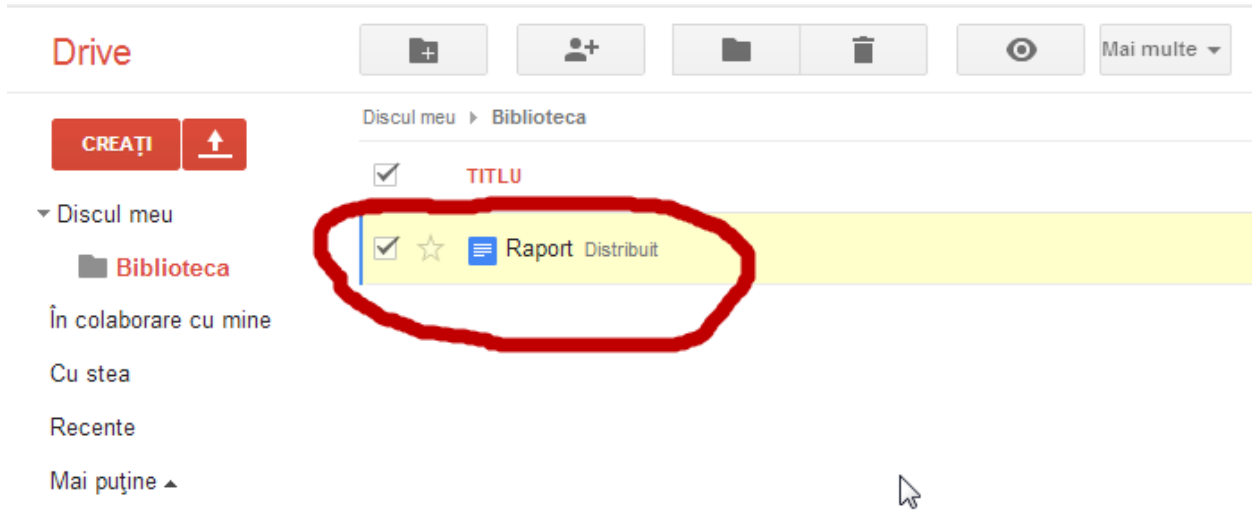 Drive
Mai multe
CREAȚI
Discul meu Biblioteca
TITLU
Discul meu
Raport Distribuit
Biblioteca
În colaborare cu mine
Cu stea
Recente
Mai puţine